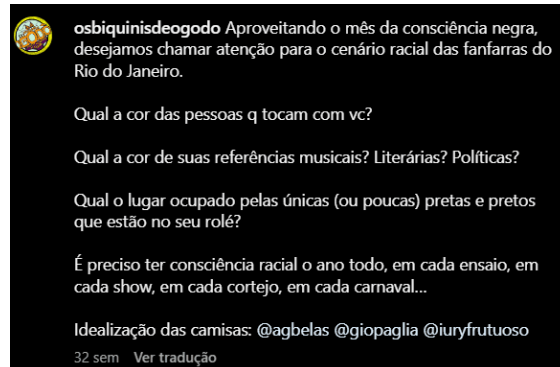 osbiquinisdeogodo Aproveitando o mês da consciência negra,
desejamos chamar atenção para o cenário racial das fanfarras do
Rio do Janeiro.
Qual a cor das pessoas q tocam com vc?
Qual a cor de suas referências musicais? Literárias? Políticas?
Qual o lugar ocupado pelas únicas (ou poucas) pretas e pretos
que estão no seu rolé?
É preciso ter consciência racial o ano todo, em cada ensaio, em
cada show, em cada cortejo, em cada carnaval...
Idealização das camisas: @agbelas @giopaglia @iuryfrutuoso
32 sem Ver tradução